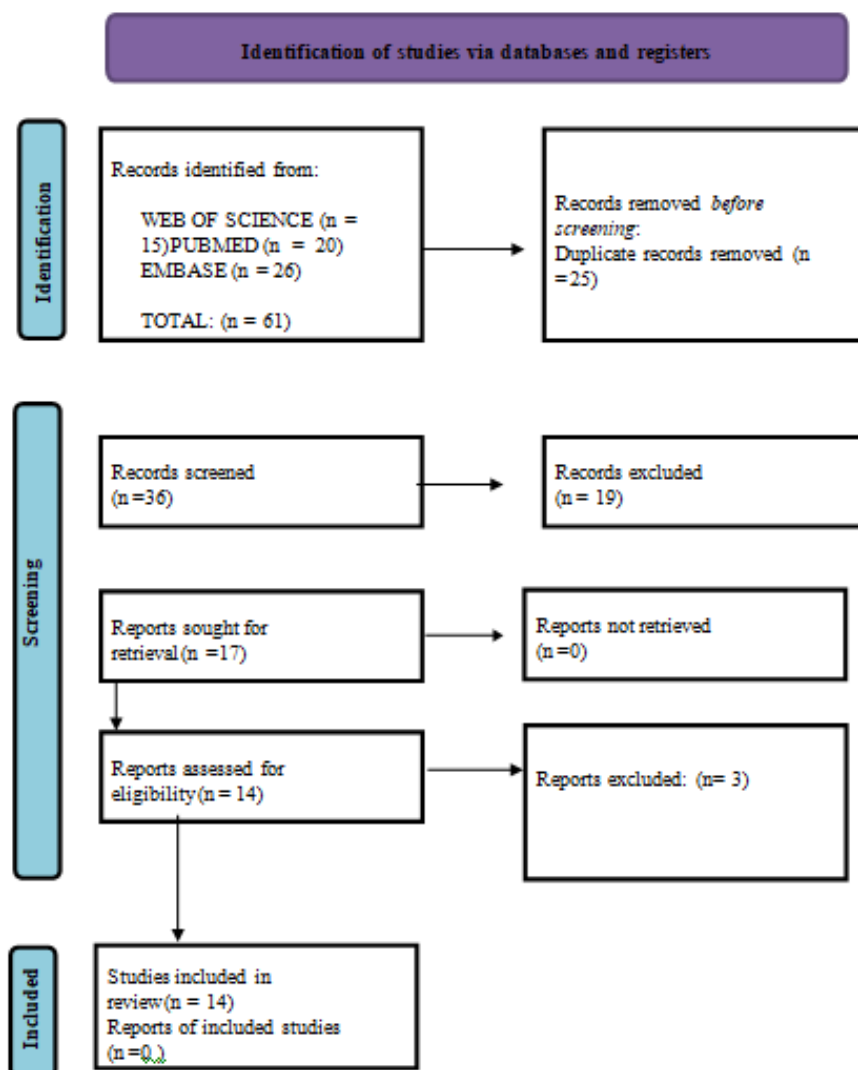 Identification of studies via databases and registers
Identification
Records identified from:
WEB OF SCIENCE (n =
15)PUBMED (n = 20)
EMBASE (n = 26)
TOTAL: (n = 61)
Records removed before
screening:
Duplicate records removed (n
=25)
Screening
Records screened
(n =36)
Records excluded
(n = 19)
Reports sought for
retrieval (n =17)
Reports not retrieved
(n =0)
Reports assessed for
eligibility (n = 14)
Reports excluded: (n= 3)
Included
Studies included in
review (n = 14)
Reports of included studies
(n =0 )